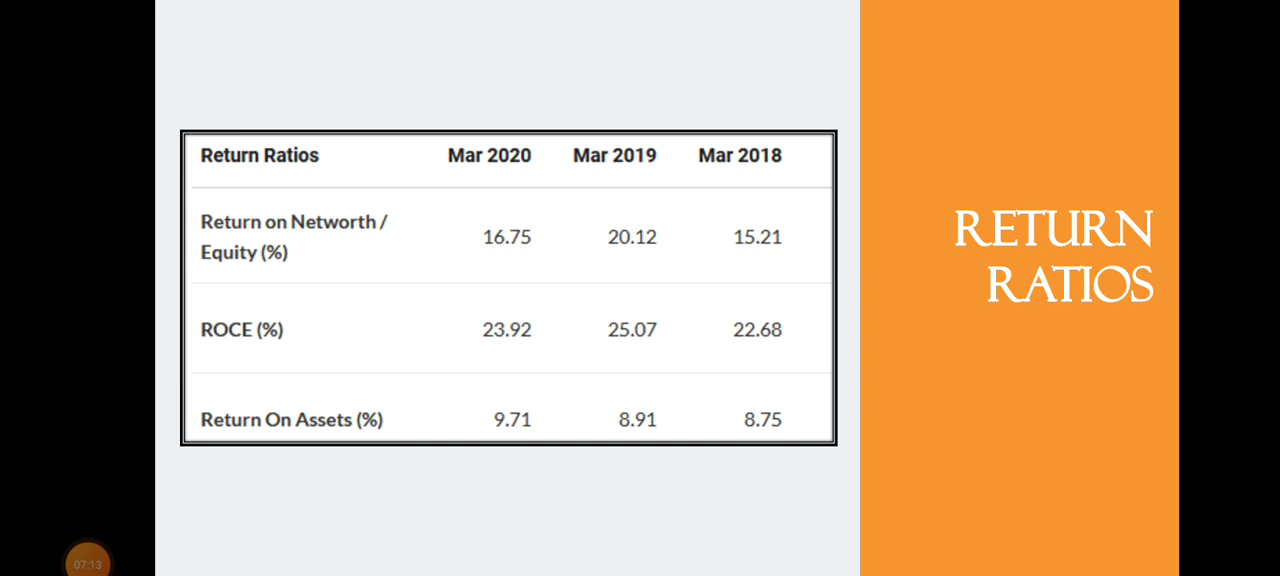 Return Ratios Mar 2020 Mar 2019 Mar 2018
Return on Networth /
Equity (%) 16.75 20.12 15.21
ROCE (%) 23.92 25.07 22.68
Return On Assets (%) 9.71 8.91 8.75
RETURN
RATIOS
07:13